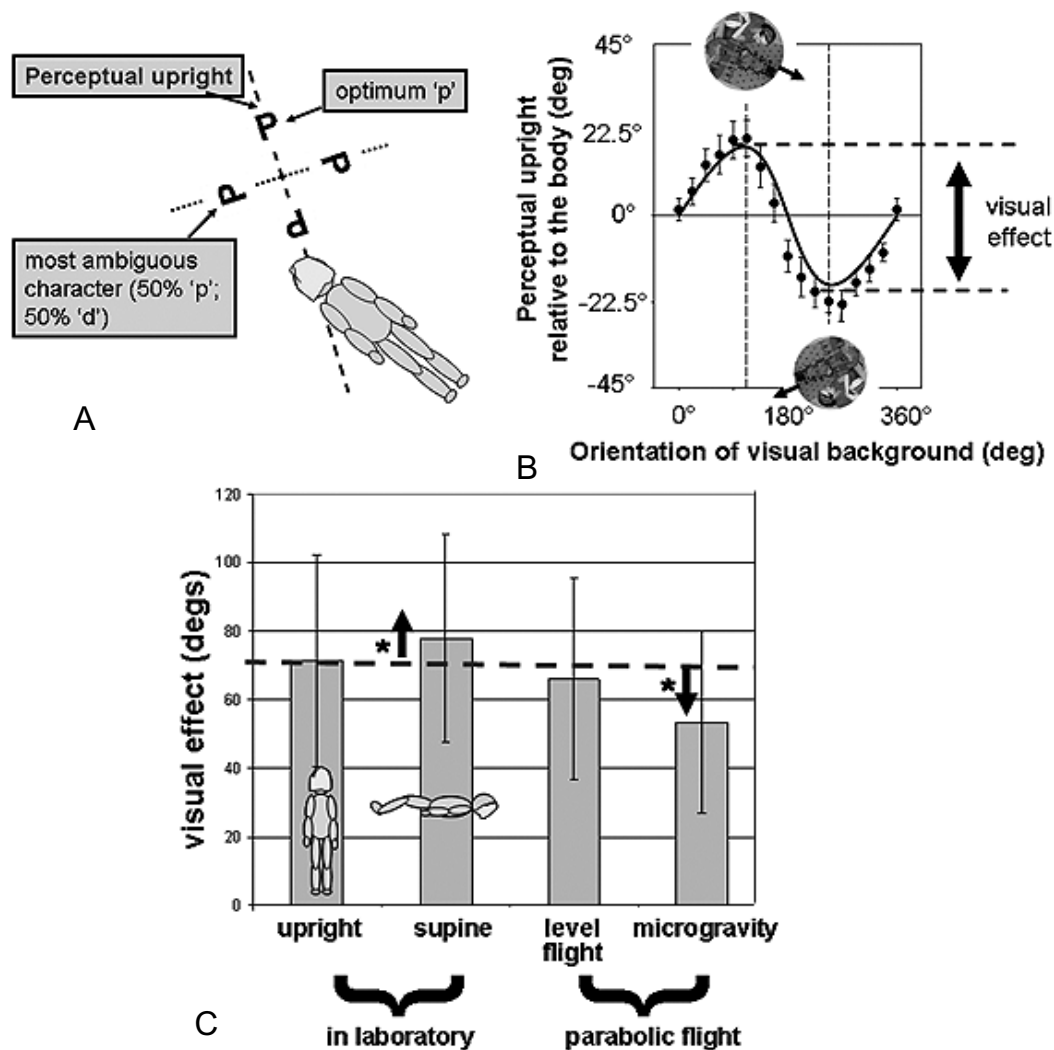 Perceptual upright
optimum 'p'
p
p
p
p
most ambiguous
character (50% 'p';
50% 'd')
A
45°
22.5°
0°
-22.5°
-45°
Perceptual upright
relative to the body (deg)
visual
effect
0°
180°
360°
Orientation of visual background (deg)
B
120
100
80
60
40
20
0
visual effect (degs)
*
*
upright
supine
level
flight
microgravity
in laboratory
parabolic flight
C